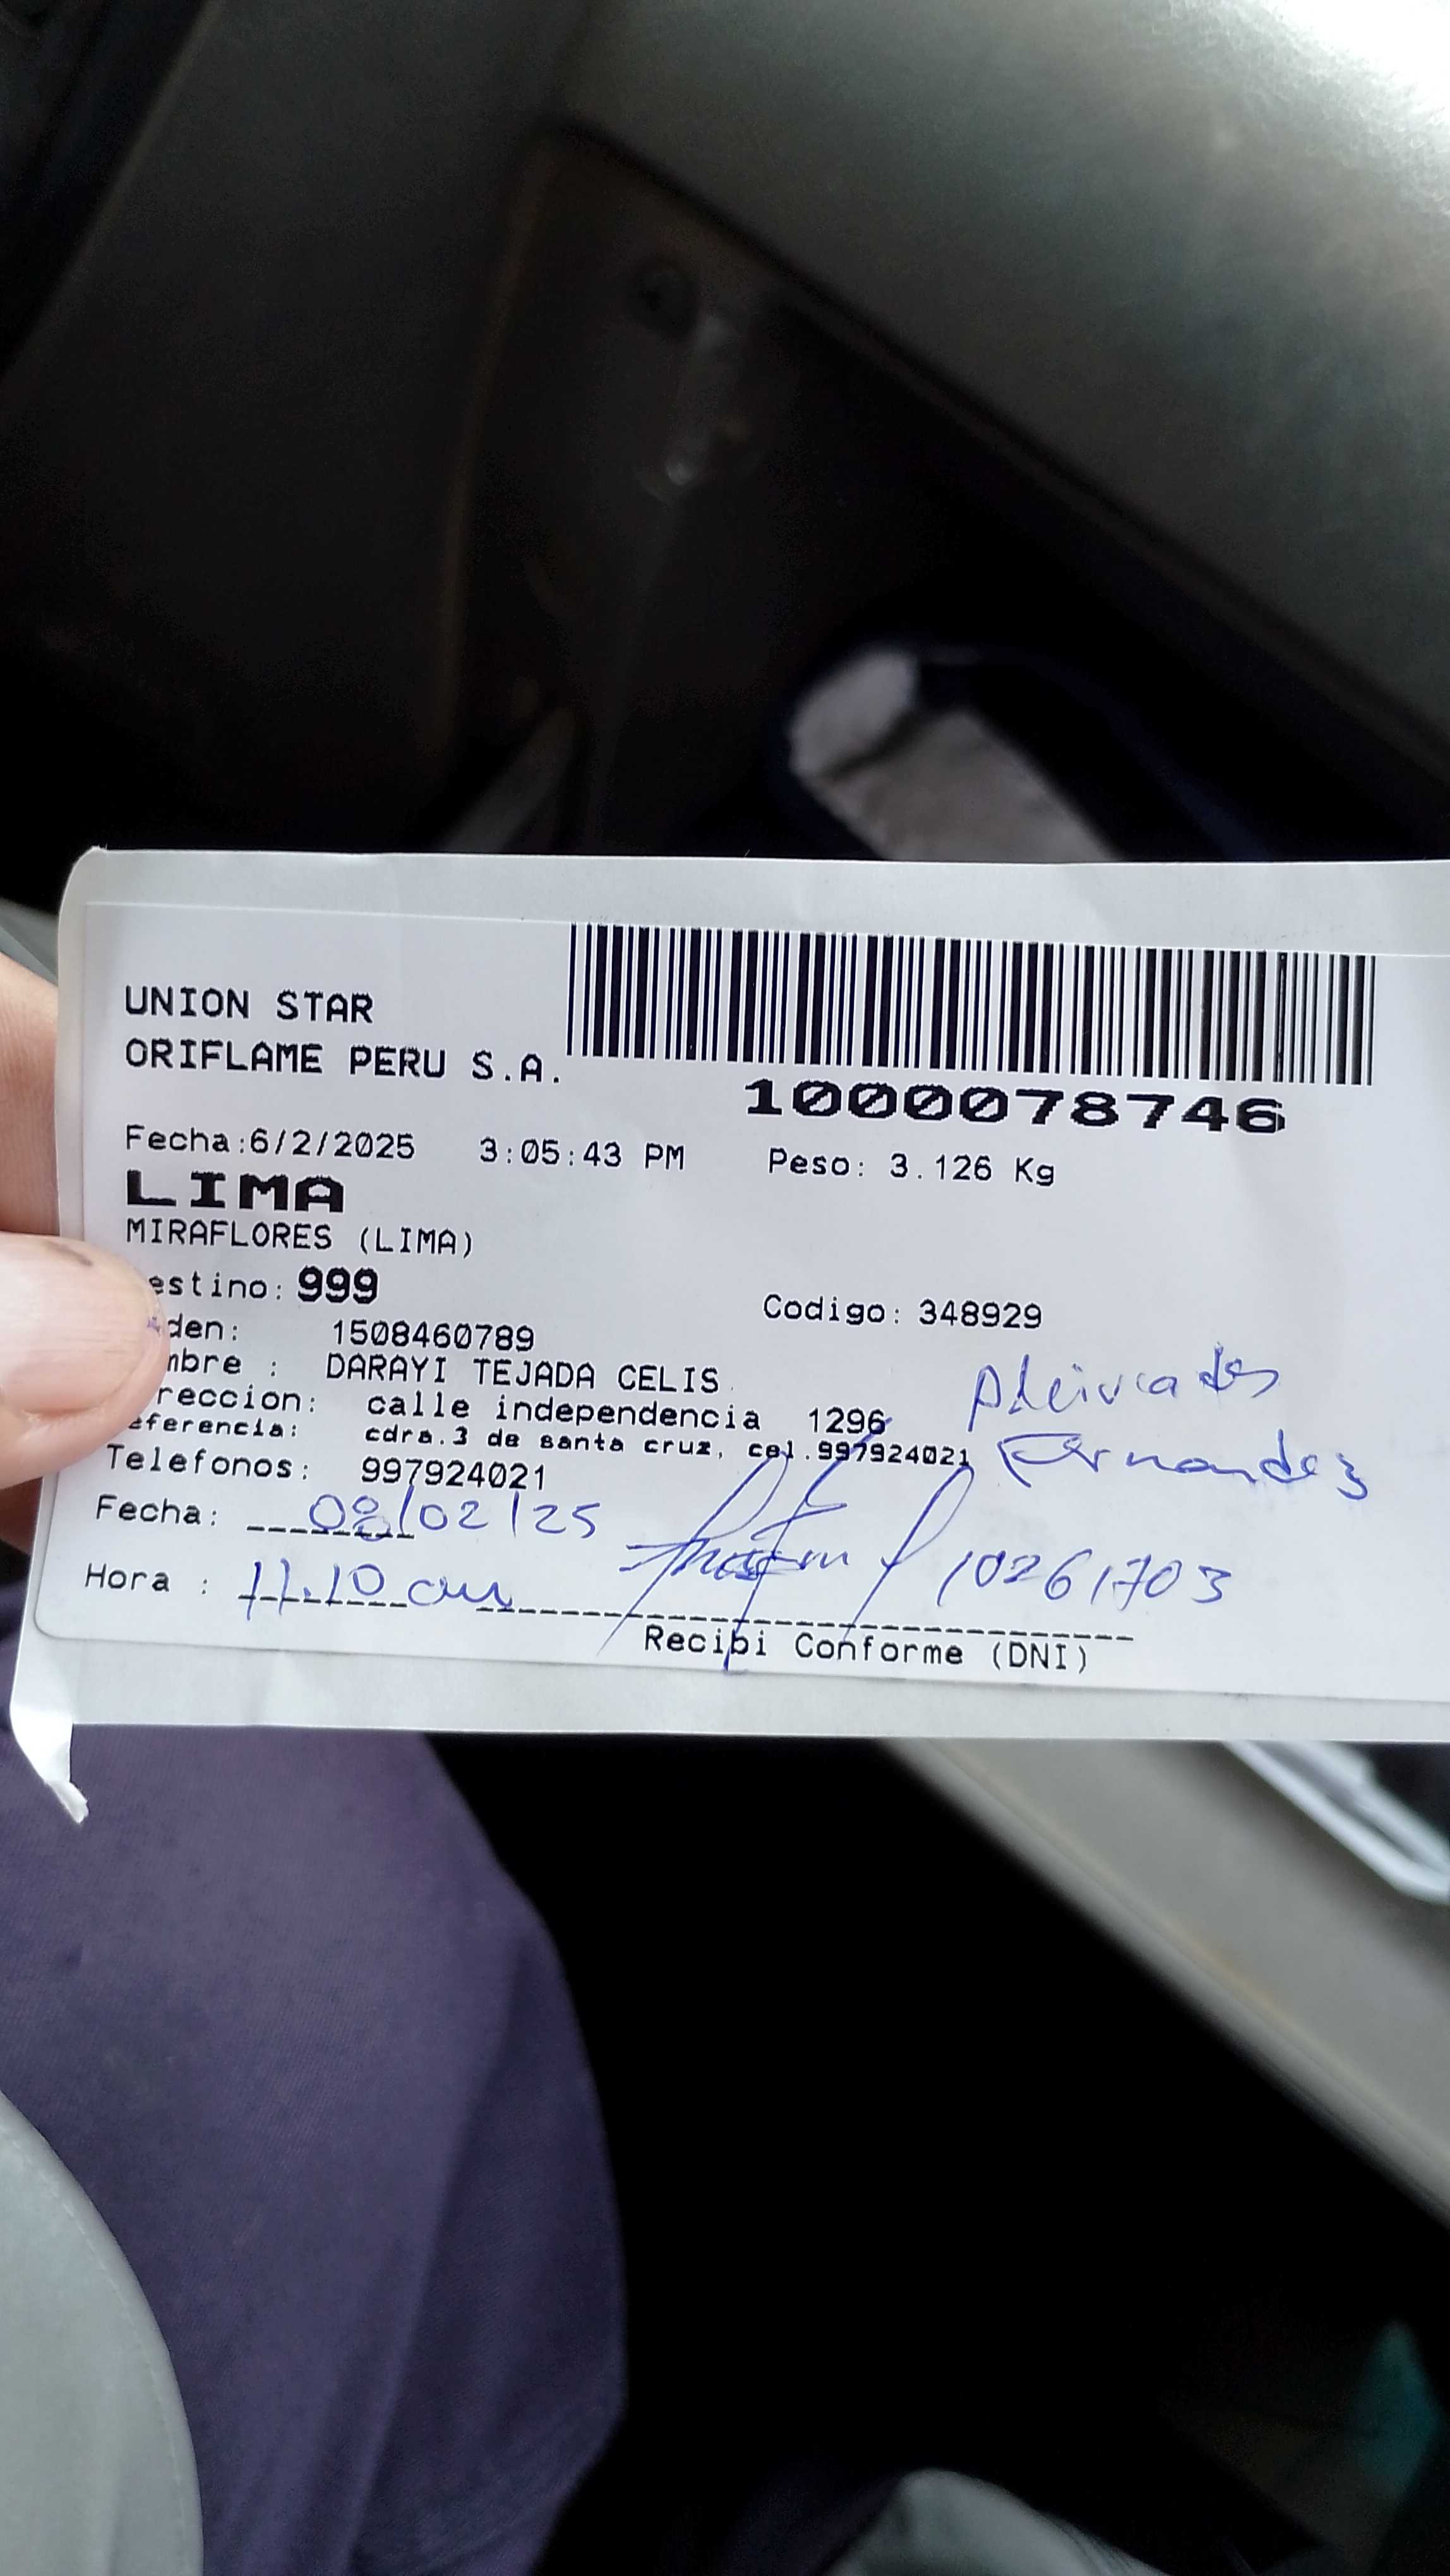 UNION STAR
ORIFLAME PERU S.A.
1000078746
Fecha:6/2/2025 3:05:43 PM Peso: 3.126 Kg
LIMA
MIRAFLORES (LIMA)
estino: 999 Codigo: 348929
den: 1508460789
mbre : DARAYI TEJADA CELIS
reccion: calle independencia 1296
eferencia: cdra.3 de santa cruz, cel.997924021
Fernandez
Telefonos: 997924021
Fecha: 08/02/25
10261703
Hora : 11:10 am
Recibi Conforme (DNI)